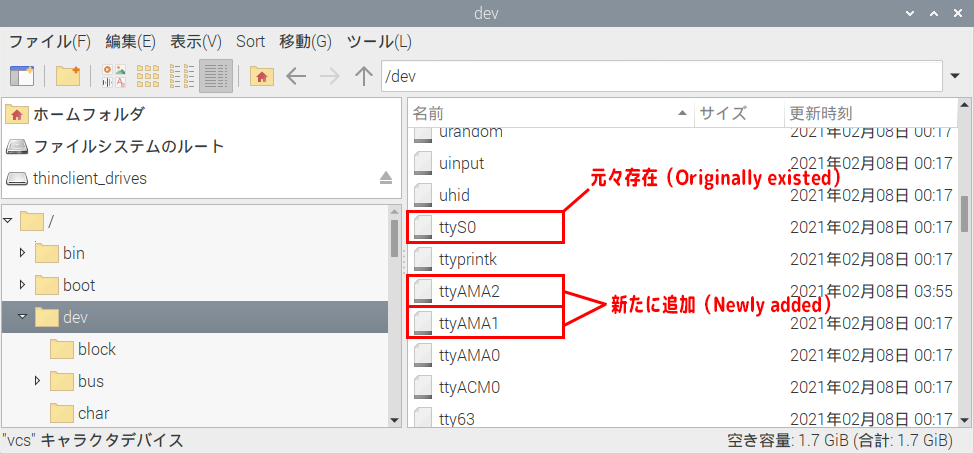 dev
ファイル(F) 編集(E) 表示(V) Sort 移動(G) ツール(L)
/dev
ホームフォルダ
ファイルシステムのルート
thinclient_drives
/
bin
boot
dev
block
bus
char
名前 サイズ 更新時刻
urandom 2021年02月08日 00:17
uinput 2021年02月08日 00:17
uhid 2021年02月08日 00:17
元々存在（Originally existed）
ttyS0 2021年02月08日 00:17
ttyprintk 2021年02月08日 00:17
ttyAMA2 2021年02月08日 03:55
新たに追加（Newly added）
ttyAMA1 2021年02月08日 00:17
ttyAMA0 2021年02月08日 00:17
ttyACM0 2021年02月08日 00:17
tty63 2021年02月08日 00:17
"vcs" キャラクタデバイス 空き容量: 1.7 GiB (合計: 1.7 GiB)